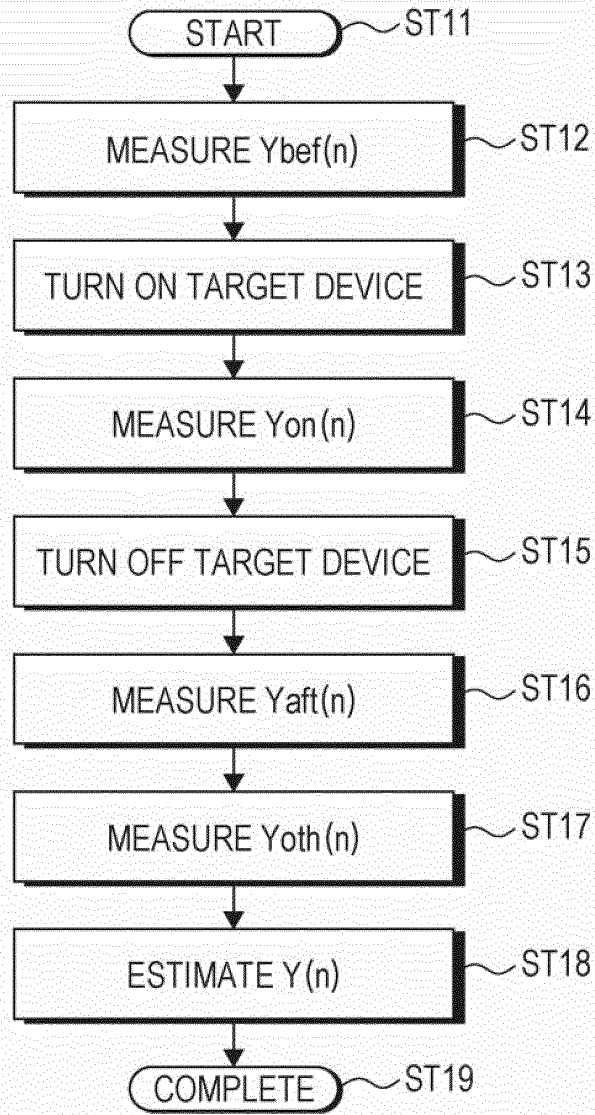 START ST11
MEASURE Ybef(n) ST12
TURN ON TARGET DEVICE ST13
MEASURE Yon(n) ST14
TURN OFF TARGET DEVICE ST15
MEASURE Yaft(n) ST16
MEASURE Yoth(n) ST17
ESTIMATE Y(n) ST18
COMPLETE ST19